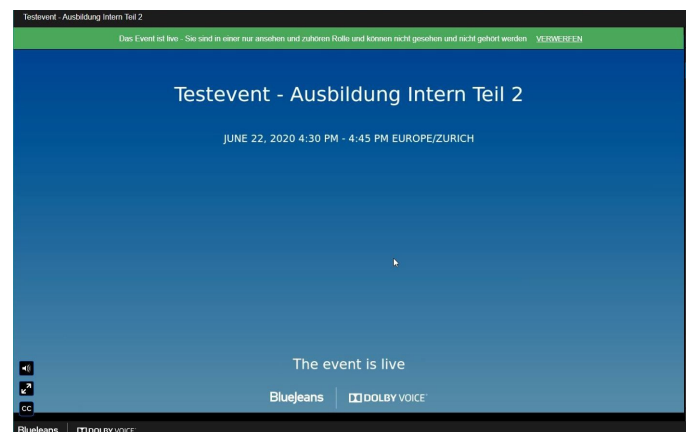 Testevent - Ausbildung Intern Teil 2
Das Event ist live - Sie sind in einer nur ansehen und zuhören Rolle und können nicht gesehen und nicht gehört werden VERWERFEN
Testevent - Ausbildung Intern Teil 2
JUNE 22, 2020 4:30 PM - 4:45 PM EUROPE/ZURICH
The event is live
BlueJeans DOLBY VOICE
CC
BlueJeans DOLBY VOICE